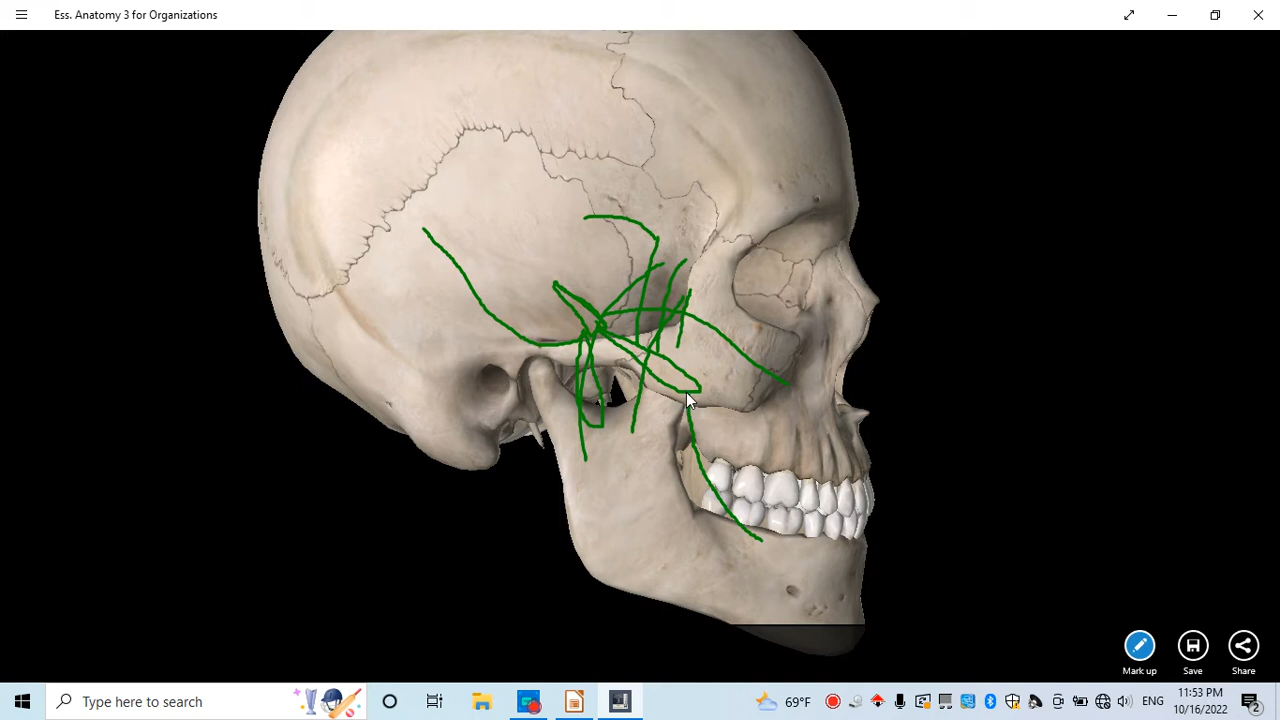 Ess. Anatomy 3 for Organizations
Mark up
Save
Share
Type here to search
69°F
ENG
11:53 PM
10/16/2022
2